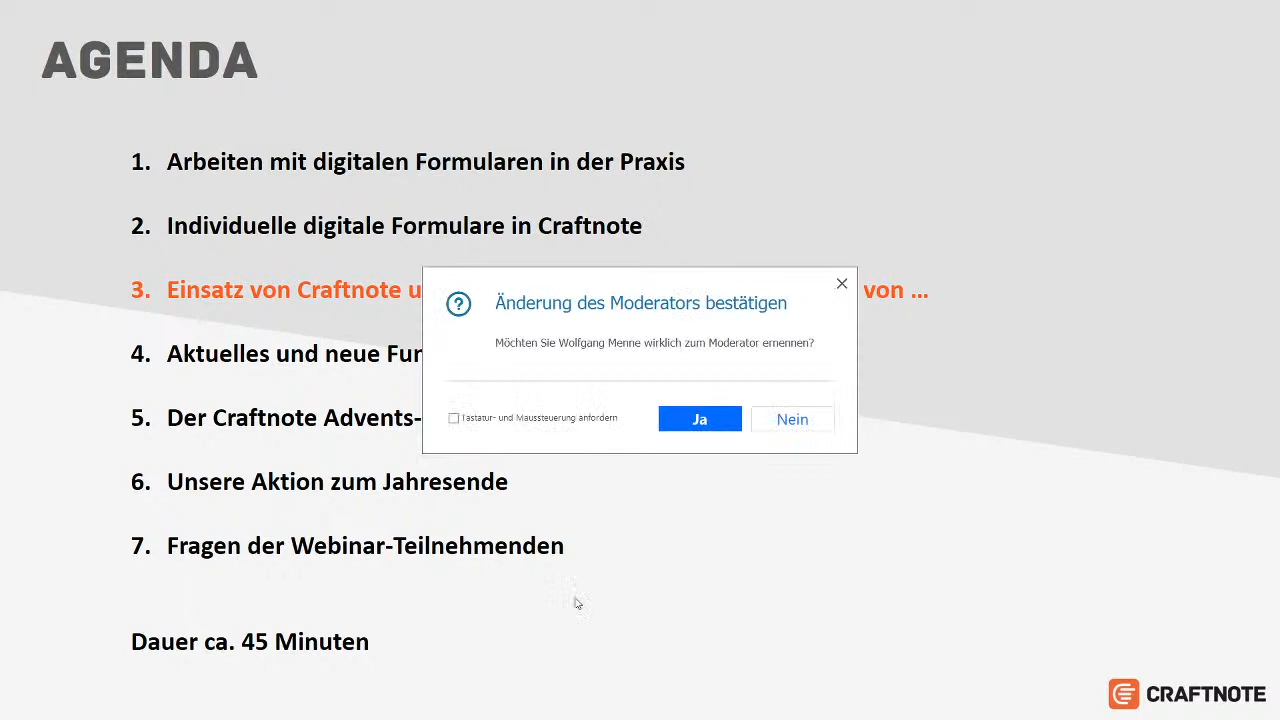 AGENDA
1. Arbeiten mit digitalen Formularen in der Praxis
2. Individuelle digitale Formulare in Craftnote
3. Einsatz von Craftnote u von ...
4. Aktuelles und neue Fun
5. Der Craftnote Advents-
6. Unsere Aktion zum Jahresende
7. Fragen der Webinar-Teilnehmenden
Dauer ca. 45 Minuten
Änderung des Moderators bestätigen
Möchten Sie Wolfgang Menne wirklich zum Moderator ernennen?
Tastatur- und Maussteuerung anfordern
Ja
Nein
CRAFTNOTE